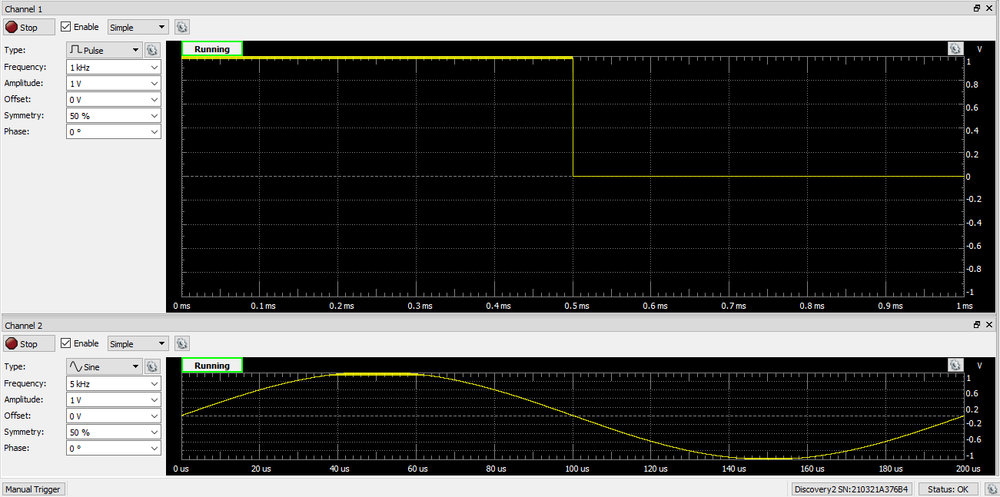 Channel 1
Stop Enable Simple
Type: Pulse
Frequency: 1 kHz
Amplitude: 1 V
Offset: 0 V
Symmetry: 50 %
Phase: 0 °
Running V
1
0.8
0.6
0.4
0.2
0
-0.2
-0.4
-0.6
-0.8
-1
0 ms 0.1 ms 0.2 ms 0.3 ms 0.4 ms 0.5 ms 0.6 ms 0.7 ms 0.8 ms 0.9 ms 1 ms
Channel 2
Stop Enable Simple
Type: Sine
Frequency: 5 kHz
Amplitude: 1 V
Offset: 0 V
Symmetry: 50 %
Phase: 0 °
Running V
1
0.6
0.2
-0.2
-0.6
-1
0 us 20 us 40 us 60 us 80 us 100 us 120 us 140 us 160 us 180 us 200 us
Manual Trigger Discovery2 SN:210321A376B4 Status: OK